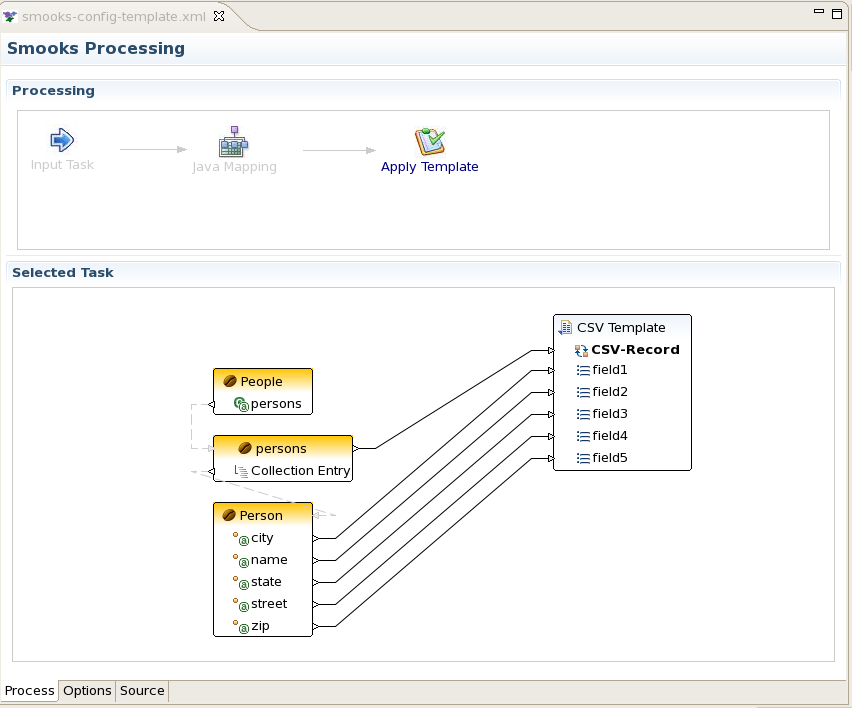 smooks-config-template.xml
Smooks Processing
Processing
Input Task
Java Mapping
Apply Template
Selected Task
CSV Template
CSV-Record
field1
field2
field3
field4
field5
People
persons
persons
Collection Entry
Person
city
name
state
street
zip
Process
Options
Source